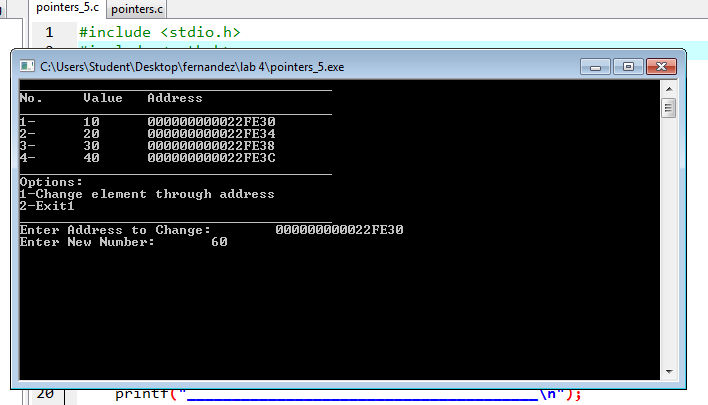 pointers_5.c pointers.c
1 #include <stdio.h>
C:\Users\Student\Desktop\fernandez\lab 4\pointers_5.exe
No. Value Address
1- 10 000000000022FE30
2- 20 000000000022FE34
3- 30 000000000022FE38
4- 40 000000000022FE3C
Options:
1-Change element through address
2-Exit1
Enter Address to Change: 000000000022FE30
Enter New Number: 60
20 printf("______________________________________\n");